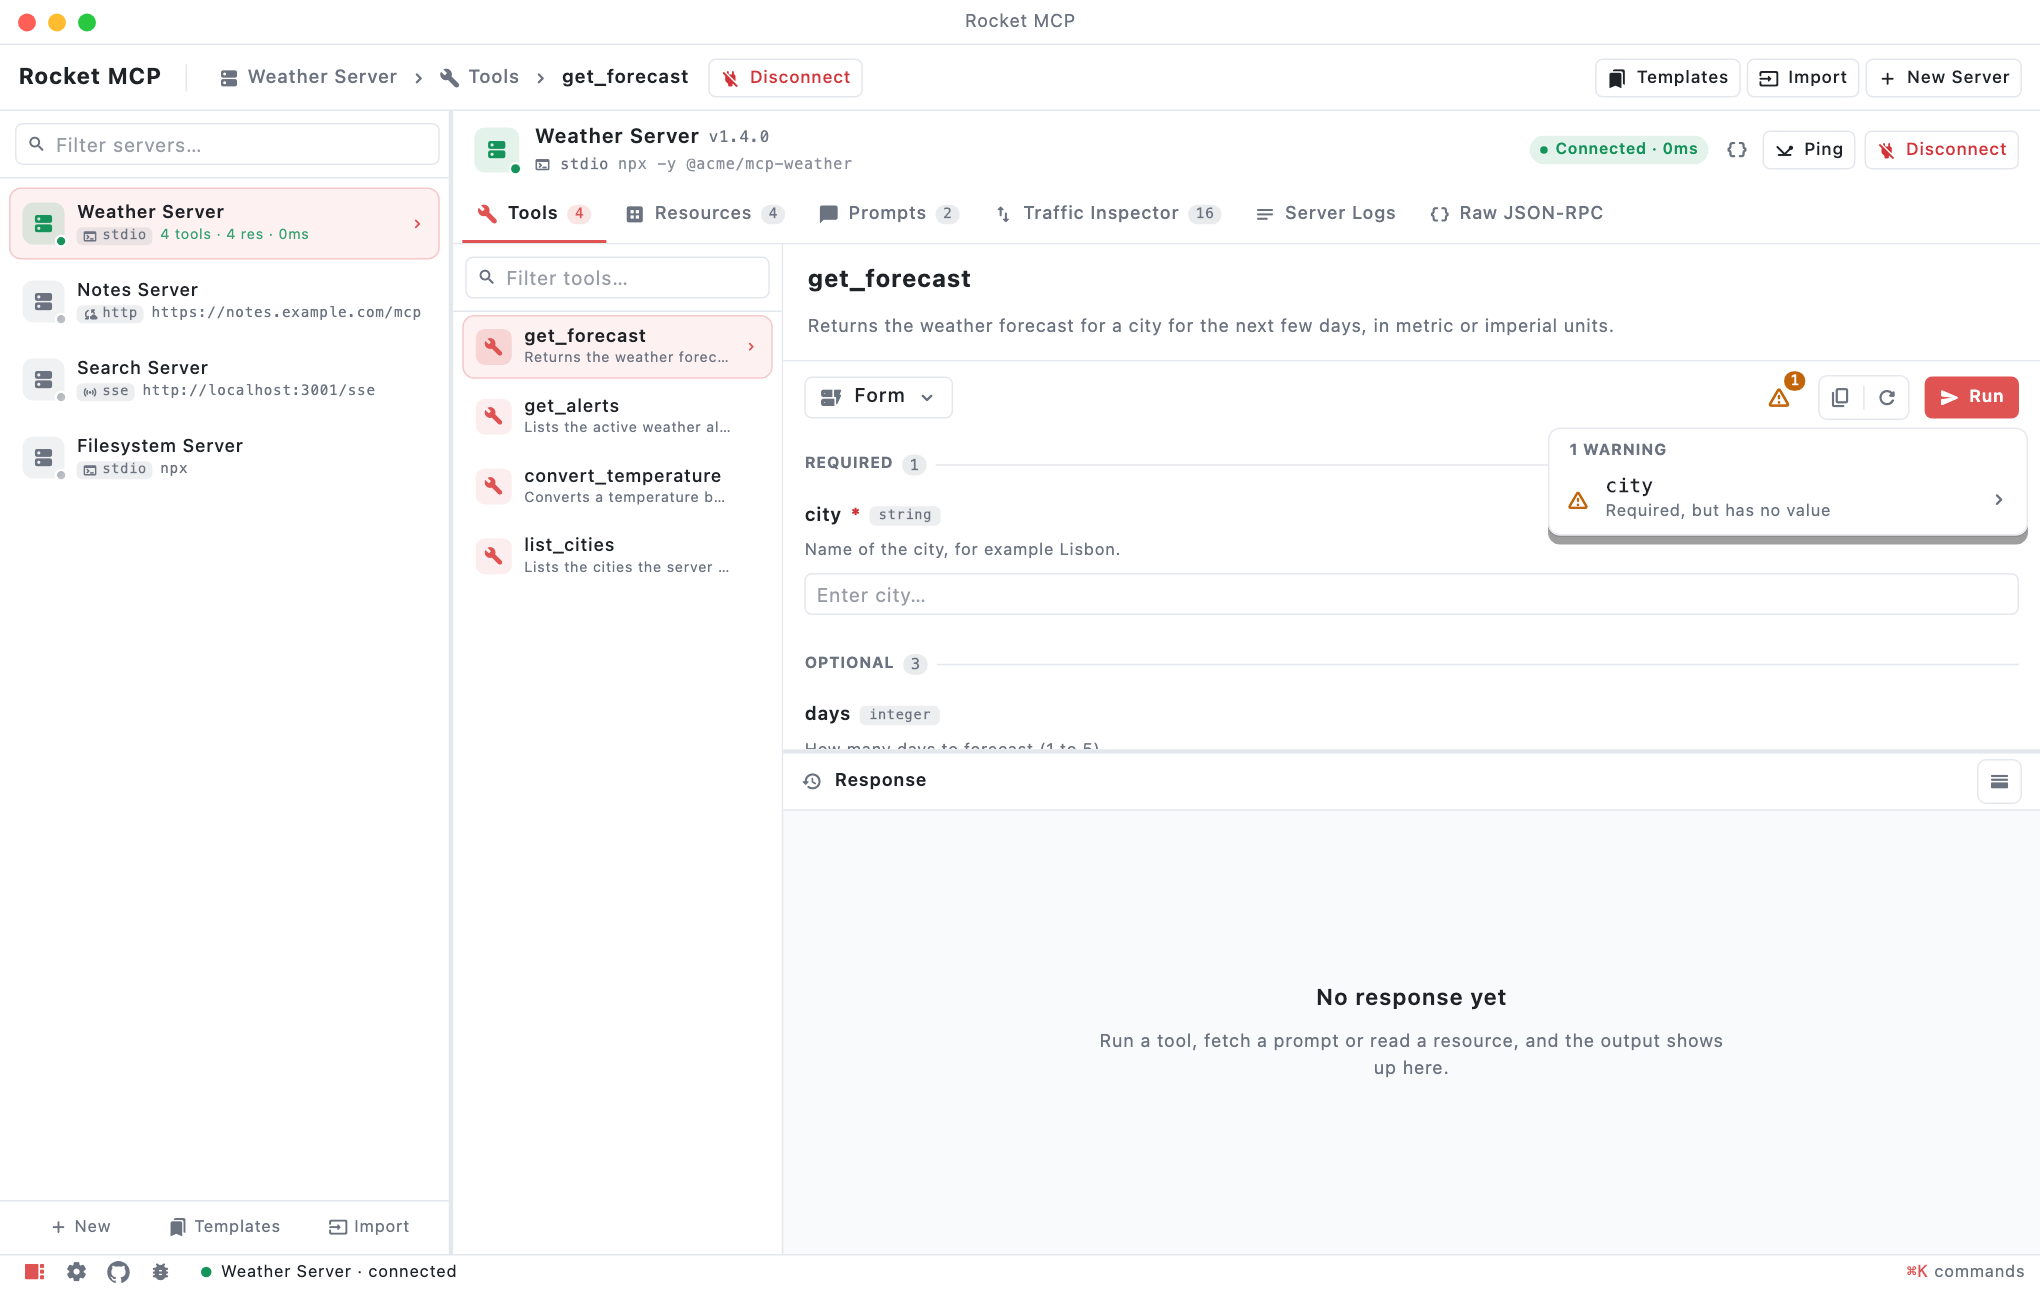 Rocket MCP
Rocket MCP
Weather Server › Tools › get_forecast
Disconnect
Templates
Import
+ New Server
Filter servers…
Weather Server
stdio 4 tools · 4 res · 0ms
Notes Server
http https://notes.example.com/mcp
Search Server
sse http://localhost:3001/sse
Filesystem Server
stdio npx
+ New
Templates
Import
Weather Server v1.4.0
stdio npx -y @acme/mcp-weather
Connected · 0ms
{}
Ping
Disconnect
Tools 4
Resources 4
Prompts 2
Traffic Inspector 16
Server Logs
{} Raw JSON-RPC
Filter tools…
get_forecast
Returns the weather forec…
get_alerts
Lists the active weather al…
convert_temperature
Converts a temperature b…
list_cities
Lists the cities the server …
get_forecast
Returns the weather forecast for a city for the next few days, in metric or imperial units.
Form
1
Run
1 WARNING
city
Required, but has no value
REQUIRED 1
city * string
Name of the city, for example Lisbon.
Enter city…
OPTIONAL 3
days integer
How many days to forecast (1 to 5)
Response
No response yet
Run a tool, fetch a prompt or read a resource, and the output shows
up here.
Weather Server · connected
⌘K commands